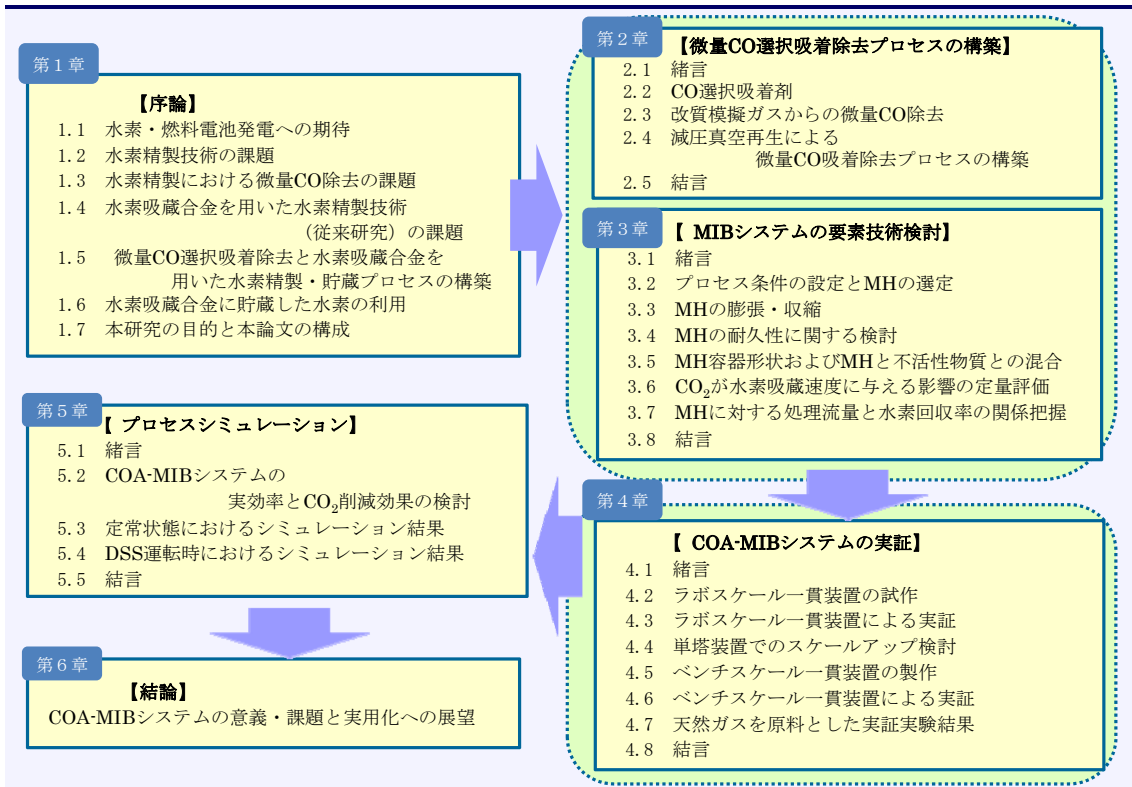 第1章
【序論】
1.1 水素・燃料電池発電への期待
1.2 水素精製技術の課題
1.3 水素精製における微量CO除去の課題
1.4 水素吸蔵合金を用いた水素精製技術
（従来研究）の課題
1.5 微量CO選択吸着除去と水素吸蔵合金を
用いた水素精製・貯蔵プロセスの構築
1.6 水素吸蔵合金に貯蔵した水素の利用
1.7 本研究の目的と本論文の構成
第2章
【微量CO選択吸着除去プロセスの構築】
2.1 緒言
2.2 CO選択吸着剤
2.3 改質模擬ガスからの微量CO除去
2.4 減圧真空再生による
微量CO吸着除去プロセスの構築
2.5 結言
第3章
【 MIBシステムの要素技術検討】
3.1 緒言
3.2 プロセス条件の設定とMHの選定
3.3 MHの膨張・収縮
3.4 MHの耐久性に関する検討
3.5 MH容器形状およびMHと不活性物質との混合
3.6 CO₂が水素吸蔵速度に与える影響の定量評価
3.7 MHに対する処理流量と水素回収率の関係把握
3.8 結言
第4章
【 COA-MIBシステムの実証】
4.1 緒言
4.2 ラボスケール一貫装置の試作
4.3 ラボスケール一貫装置による実証
4.4 単塔装置でのスケールアップ検討
4.5 ベンチスケール一貫装置の製作
4.6 ベンチスケール一貫装置による実証
4.7 天然ガスを原料とした実証実験結果
4.8 結言
第5章
【 プロセスシミュレーション】
5.1 緒言
5.2 COA-MIBシステムの
実効率とCO₂削減効果の検討
5.3 定常状態におけるシミュレーション結果
5.4 DSS運転時におけるシミュレーション結果
5.5 結言
第6章
【結論】
COA-MIBシステムの意義・課題と実用化への展望